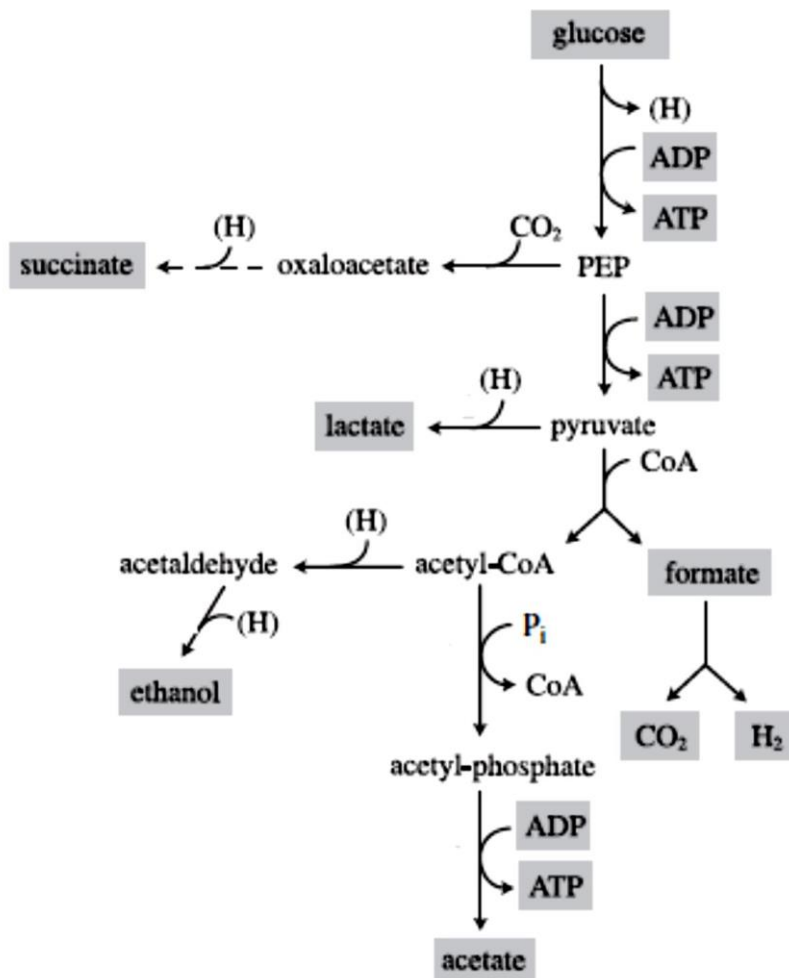 glucose
(H)
ADP
ATP
(H)
CO₂
succinate
oxaloacetate
PEP
ADP
ATP
(H)
lactate
pyruvate
CoA
(H)
acetaldehyde
acetyl-CoA
formate
(H)
Pᵢ
ethanol
CoA
CO₂
H₂
acetyl-phosphate
ADP
ATP
acetate